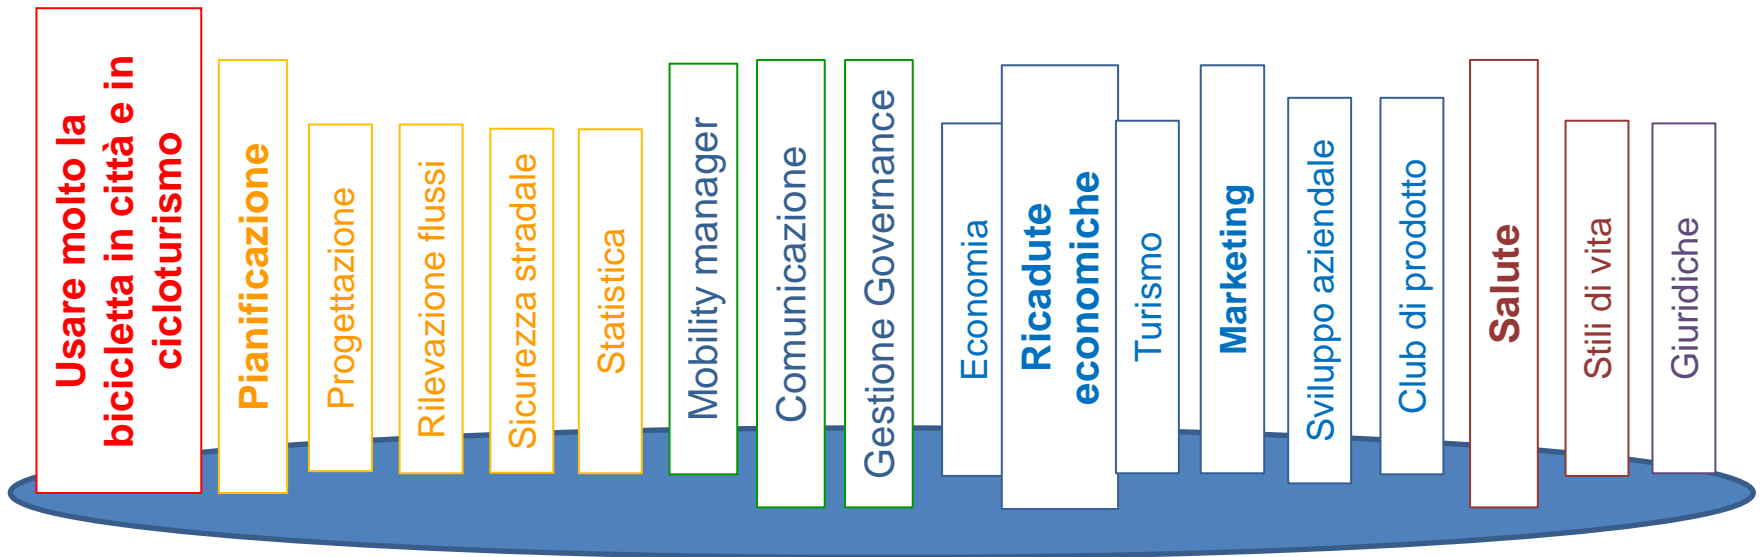 Usare molto la
bicicletta in città e in
cicloturismo
Pianificazione
Progettazione
Rilevazione flussi
Sicurezza stradale
Statistica
Mobility manager
Comunicazione
Gestione Governance
Economia
Ricadute
economiche
Turismo
Marketing
Sviluppo aziendale
Club di prodotto
Salute
Stili di vita
Giuridiche